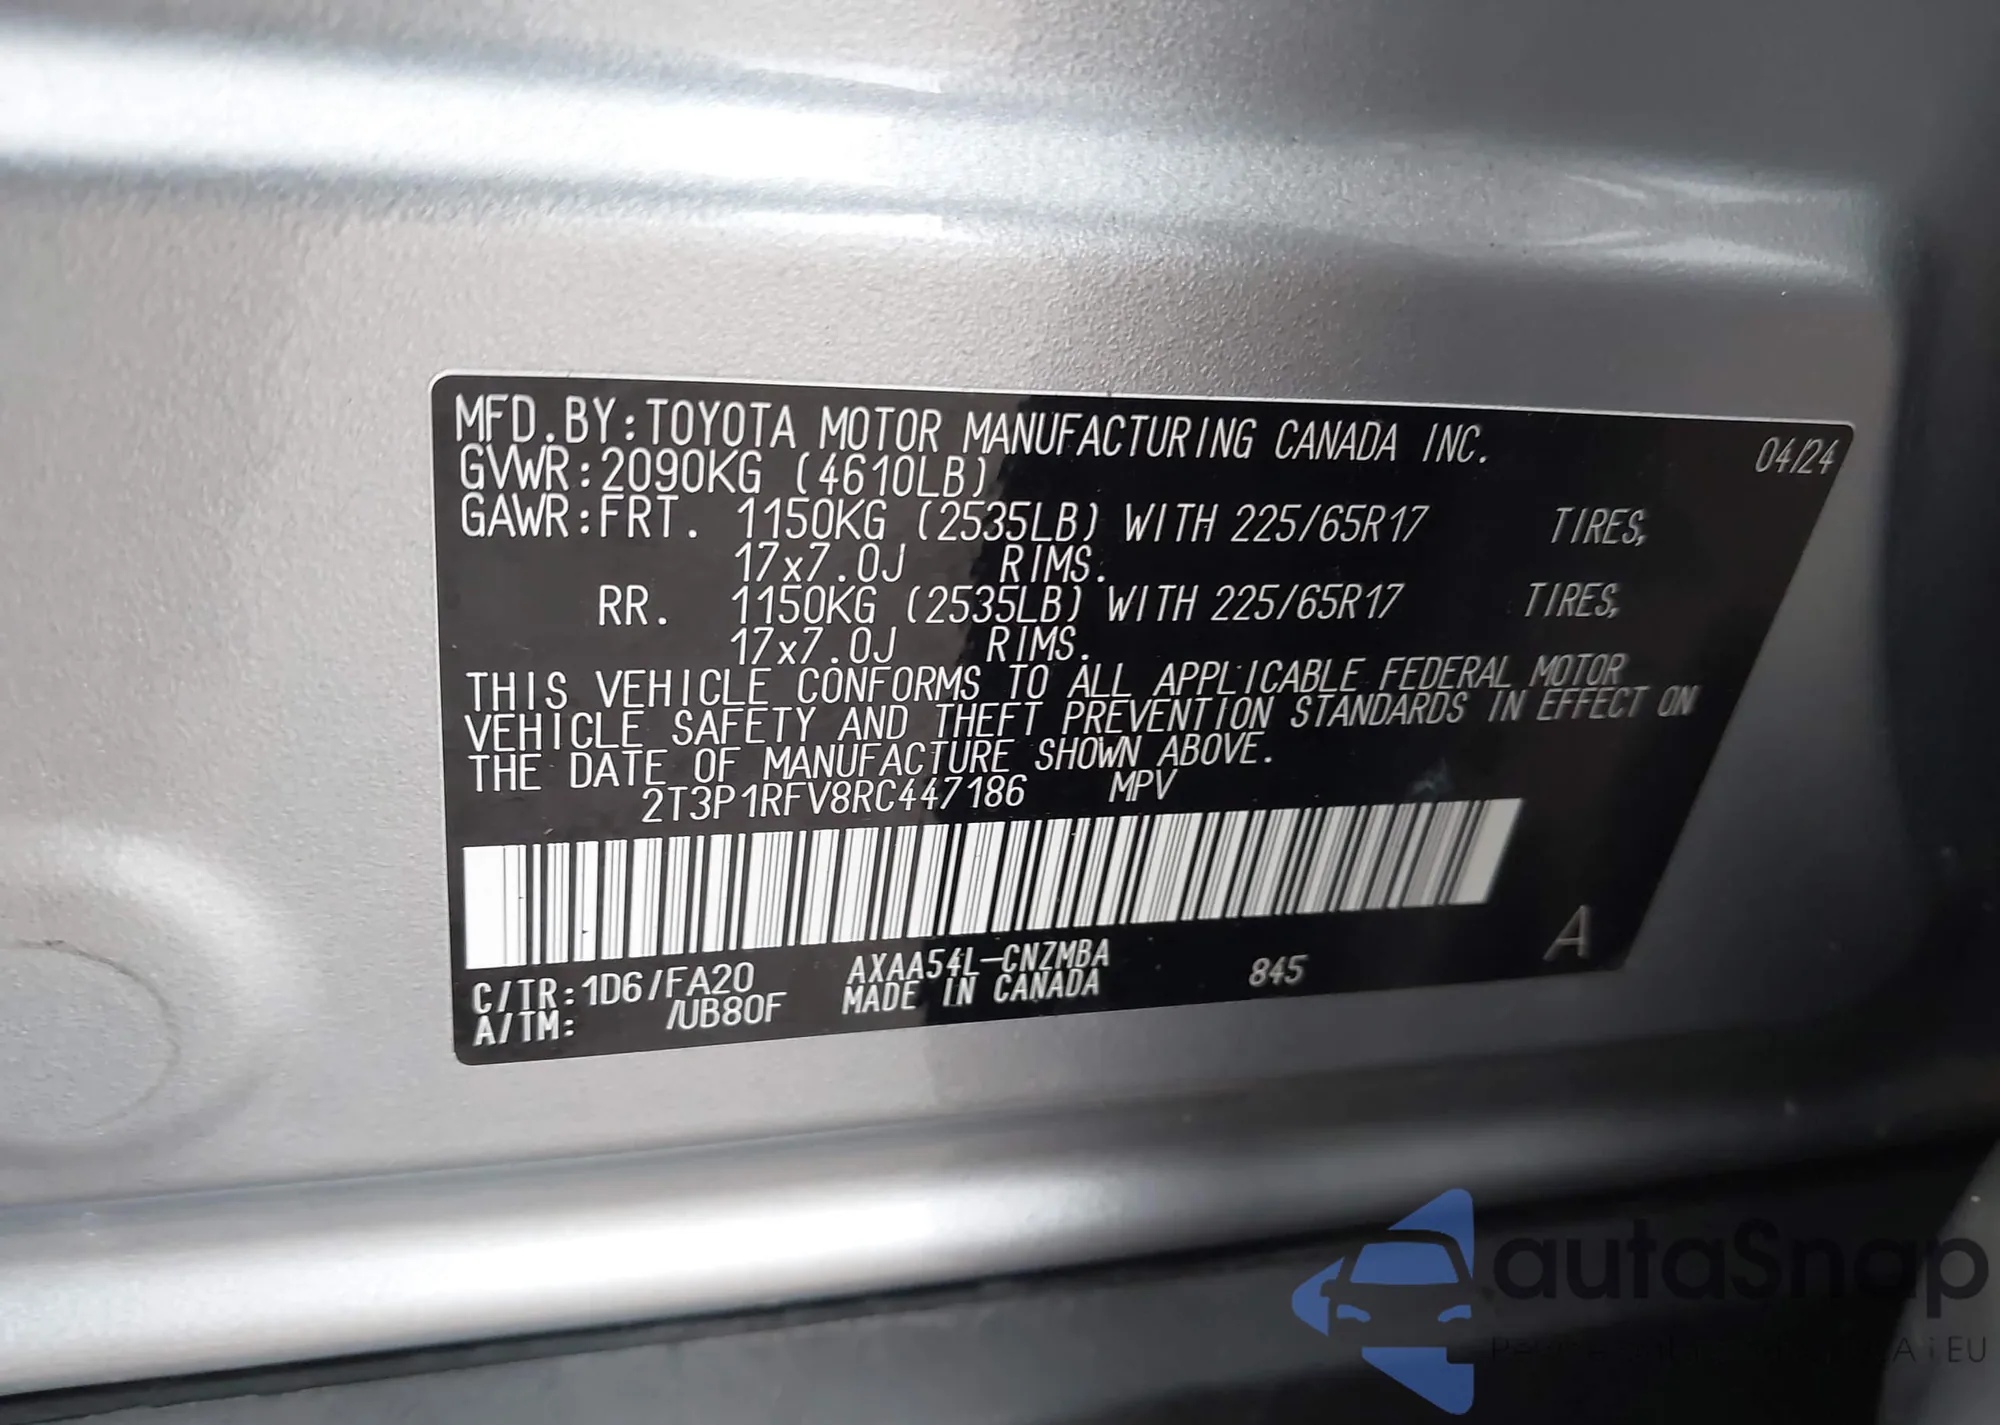 MFD.BY:TOYOTA MOTOR MANUFACTURING CANADA INC. 04/24
GVWR:2090KG (4610LB)
GAWR:FRT. 1150KG (2535LB) WITH 225/65R17 TIRES,
17x7.0J RIMS.
RR. 1150KG (2535LB) WITH 225/65R17 TIRES,
17x7.0J RIMS.
THIS VEHICLE CONFORMS TO ALL APPLICABLE FEDERAL MOTOR
VEHICLE SAFETY AND THEFT PREVENTION STANDARDS IN EFFECT ON
THE DATE OF MANUFACTURE SHOWN ABOVE.
2T3P1RFV8RC447186 MPV
C/TR:1D6/FA20 AXAA54L-CNZMBA 845 A
A/TM: /UB80F MADE IN CANADA
autaSnap